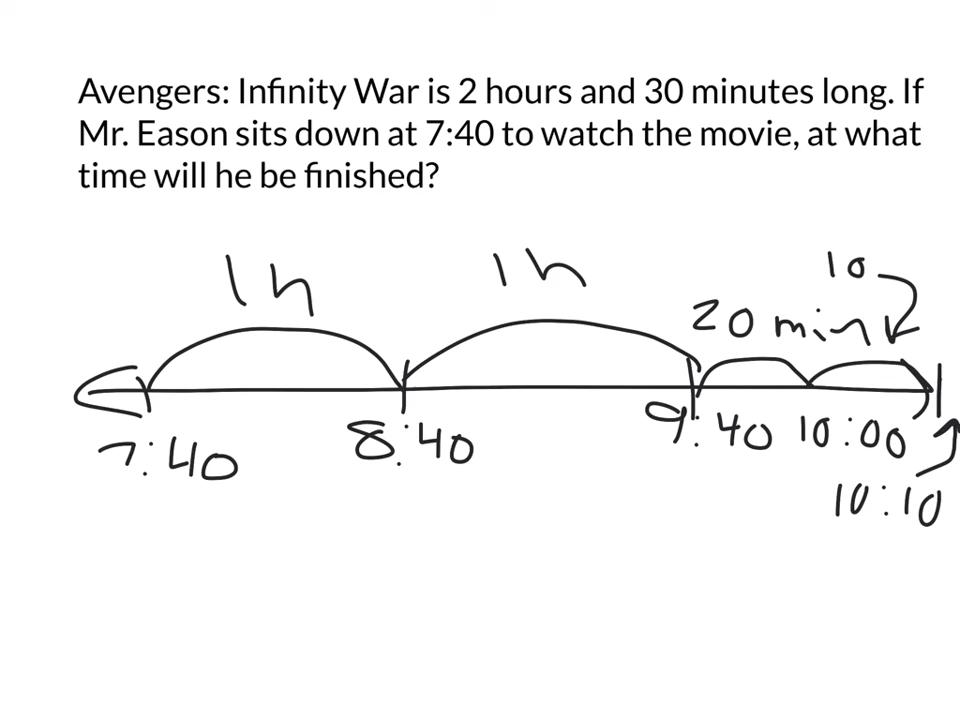 Avengers: Infinity War is 2 hours and 30 minutes long. If
Mr. Eason sits down at 7:40 to watch the movie, at what
time will he be finished?
1h
1h
10
20 min
7:40
8:40
9:40
10:00
10:10